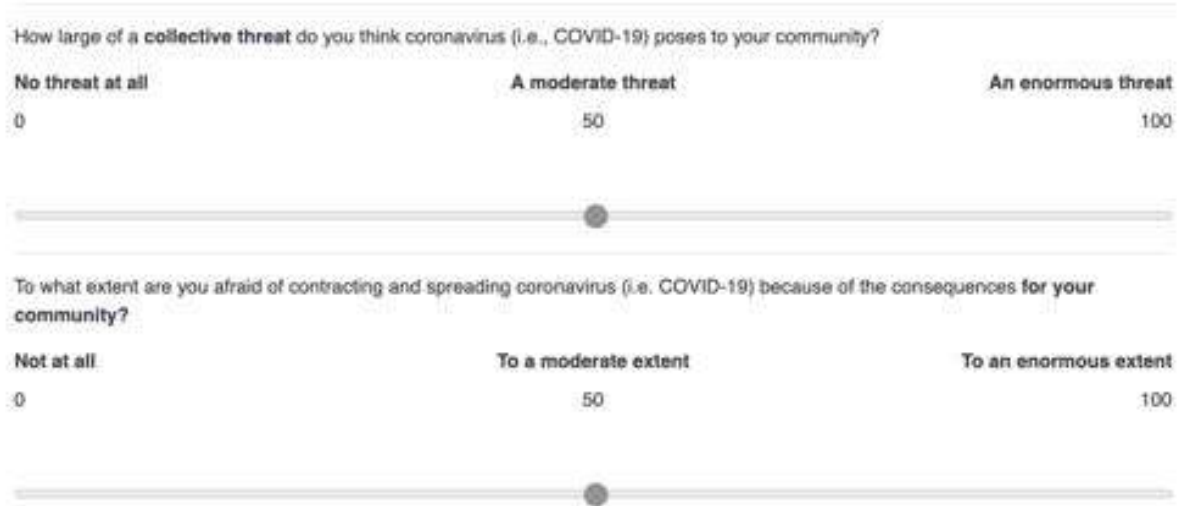 How large of a collective threat do you think coronavirus (i.e., COVID-19) poses to your community?
No threat at all A moderate threat An enormous threat
0 50 100
To what extent are you afraid of contracting and spreading coronavirus (i.e. COVID-19) because of the consequences for your
community?
Not at all To a moderate extent To an enormous extent
0 50 100